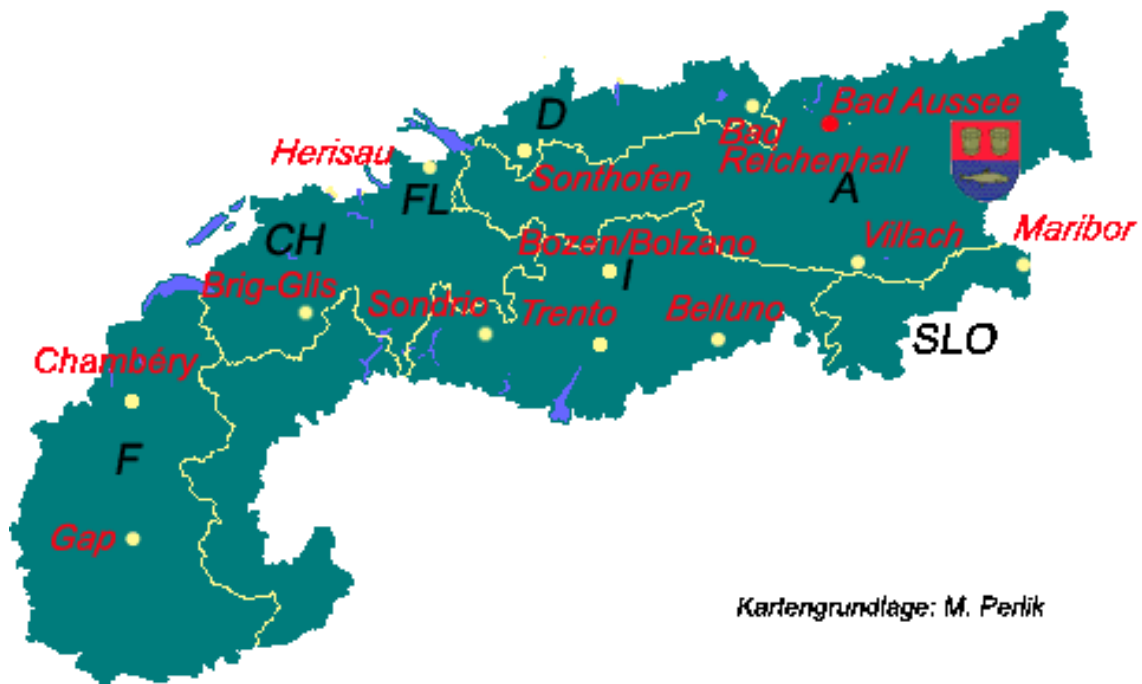 D
Bad Aussee
Bad
Reichenhall
Herisau
Sonthofen
FL
A
CH
Bozen/Bolzano
Villach
Maribor
I
Brig-Glis
Sondrio
Trento
Belluno
SLO
Chambéry
F
Gap
Kartengrundlage: M. Perlik